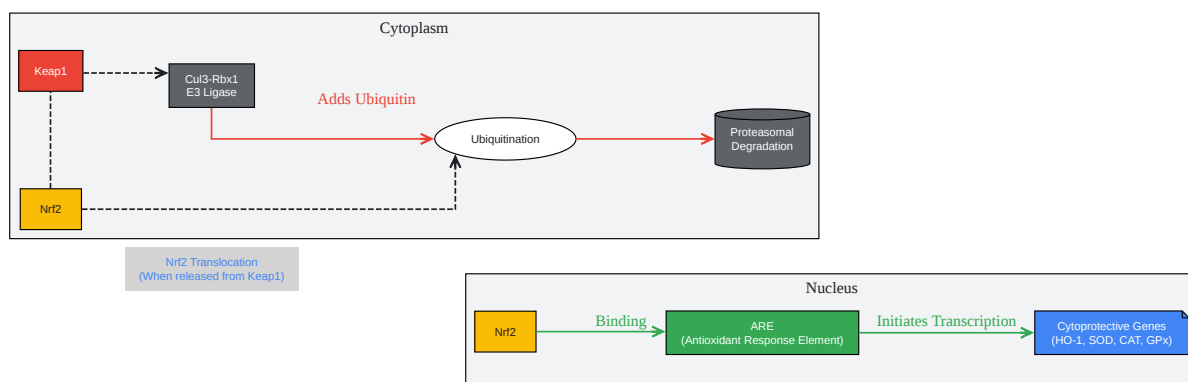 Cytoplasm
Keap1
Cul3-Rbx1
E3 Ligase
Adds Ubiquitin
Ubiquitination
Proteasomal
Degradation
Nrf2
Nrf2 Translocation
(When released from Keap1)
Nucleus
Nrf2
Binding
ARE
(Antioxidant Response Element)
Initiates Transcription
Cytoprotective Genes
(HO-1, SOD, CAT, GPx)